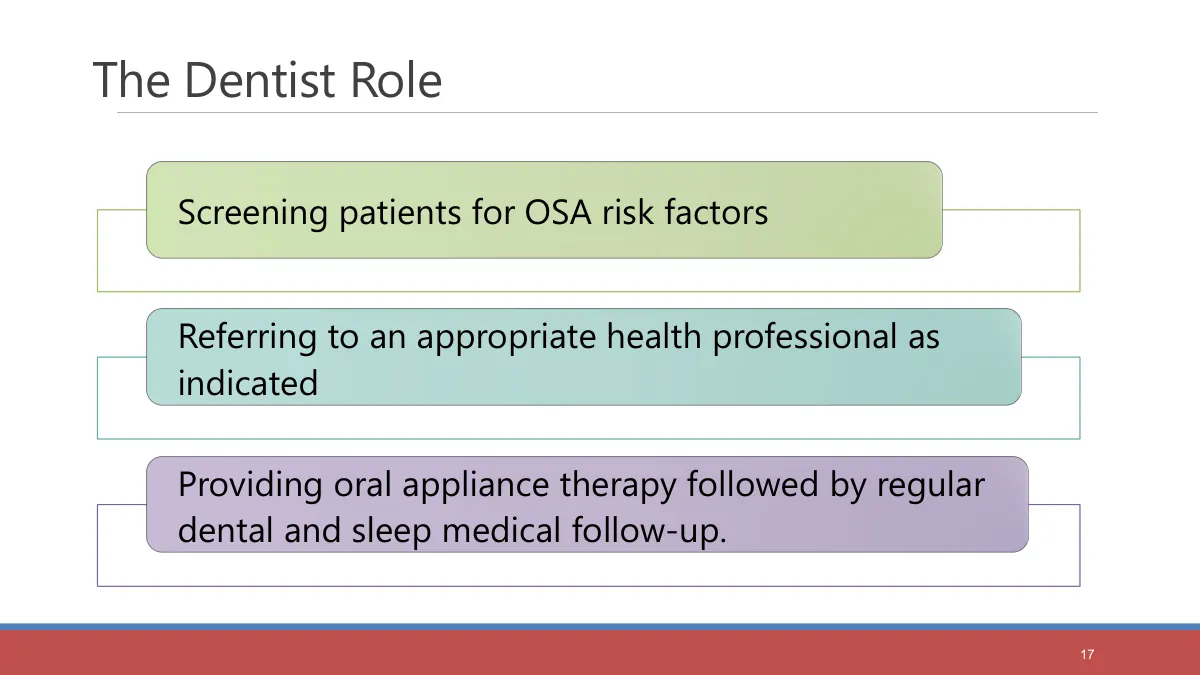 The Dentist Role
Screening patients for OSA risk factors
Referring to an appropriate health professional as
indicated
Providing oral appliance therapy followed by regular
dental and sleep medical follow-up.
17